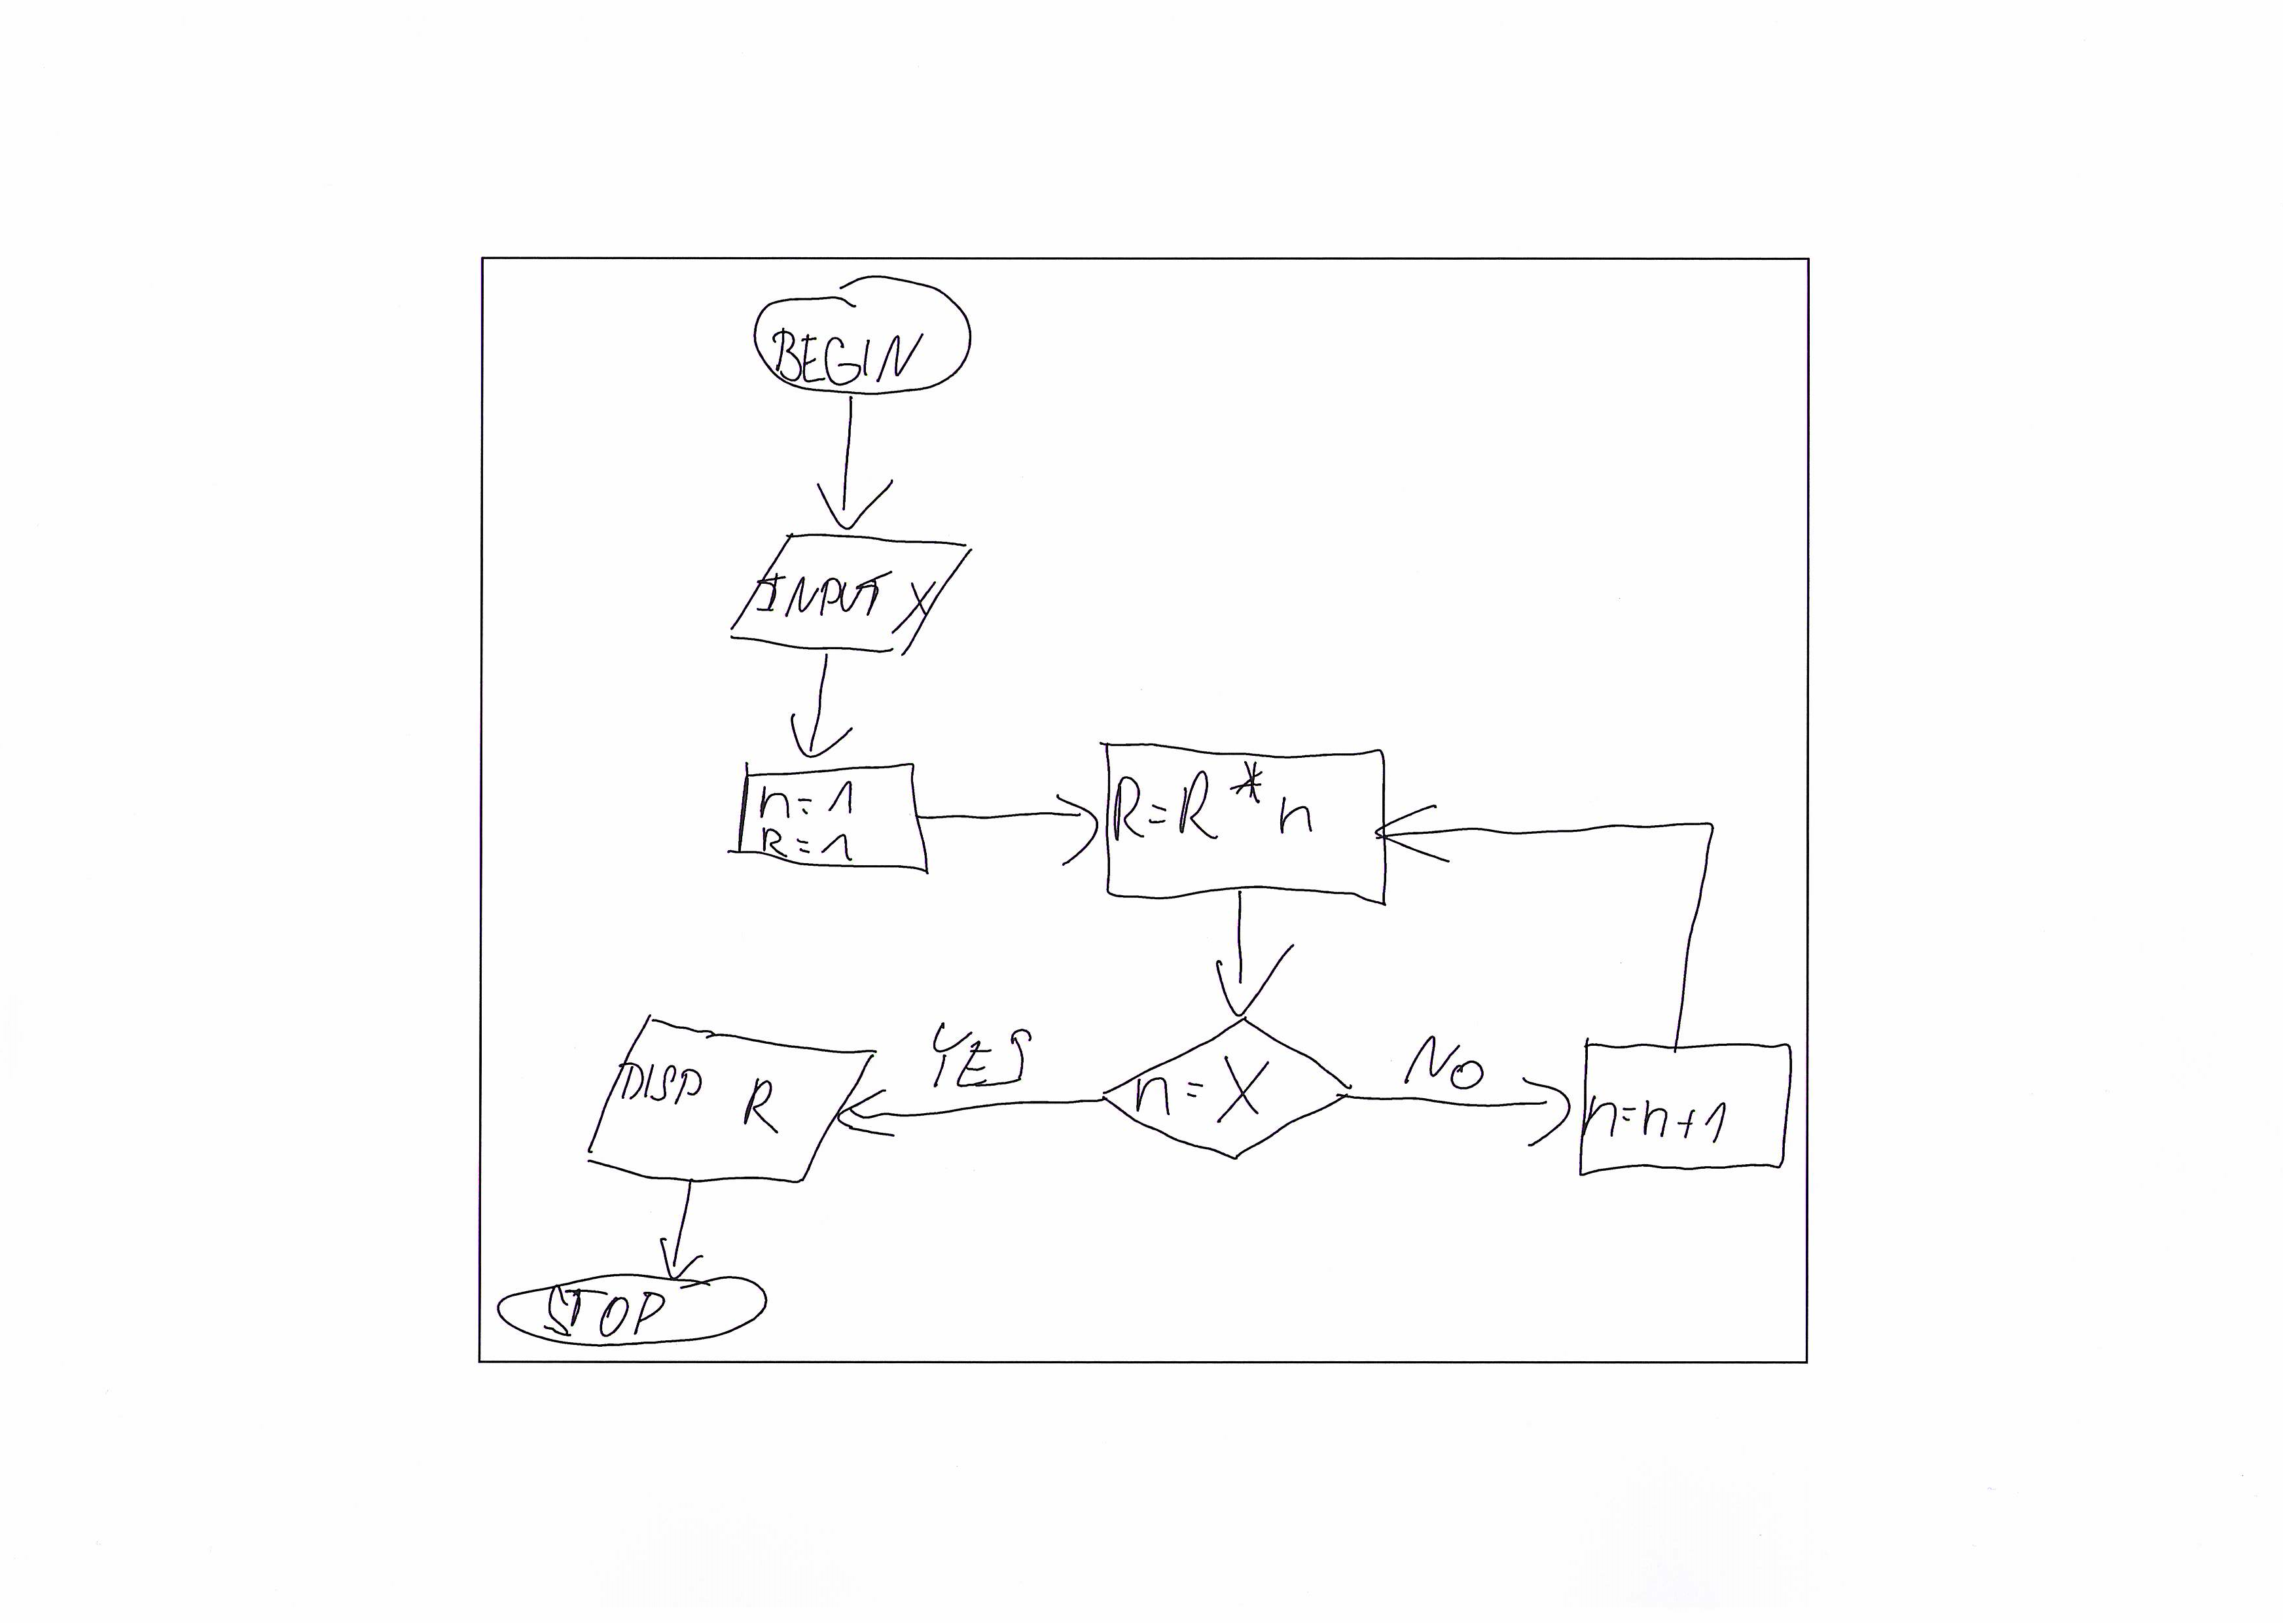 BEGIN
INPUT X
n=1
R=1
R=R*n
n=X
YES
NO
n=n+1
DISP R
STOP